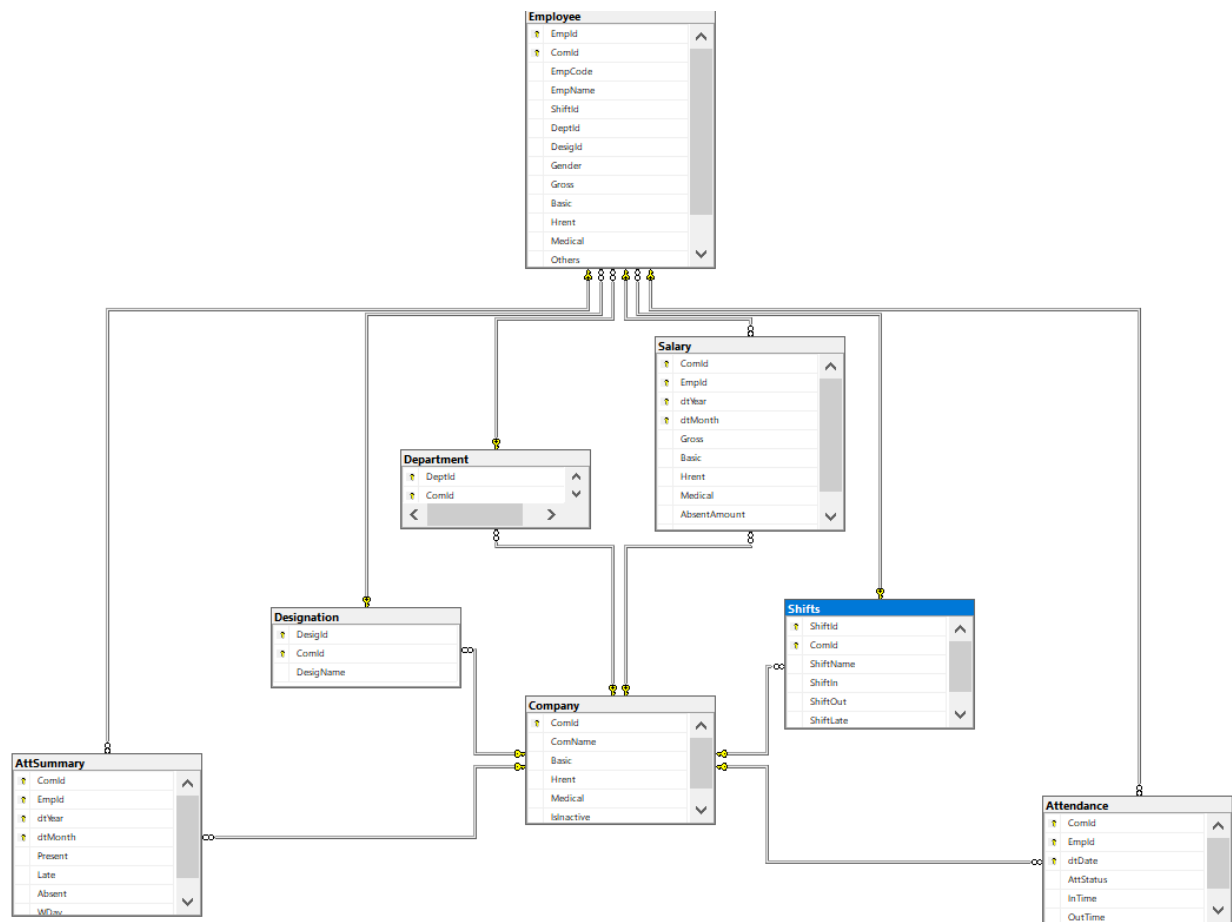 Employee
EmpId
ComId
EmpCode
EmpName
ShiftId
DeptId
DesigId
Gender
Gross
Basic
Hrent
Medical
Others
Salary
ComId
EmpId
dtYear
dtMonth
Gross
Basic
Hrent
Medical
AbsentAmount
Department
DeptId
ComId
Designation
DesigId
ComId
DesigName
Shifts
ShiftId
ComId
ShiftName
ShiftIn
ShiftOut
ShiftLate
Company
ComId
ComName
Basic
Hrent
Medical
IsInactive
AttSummary
ComId
EmpId
dtYear
dtMonth
Present
Late
Absent
WDay
Attendance
ComId
EmpId
dtDate
AttStatus
InTime
OutTime